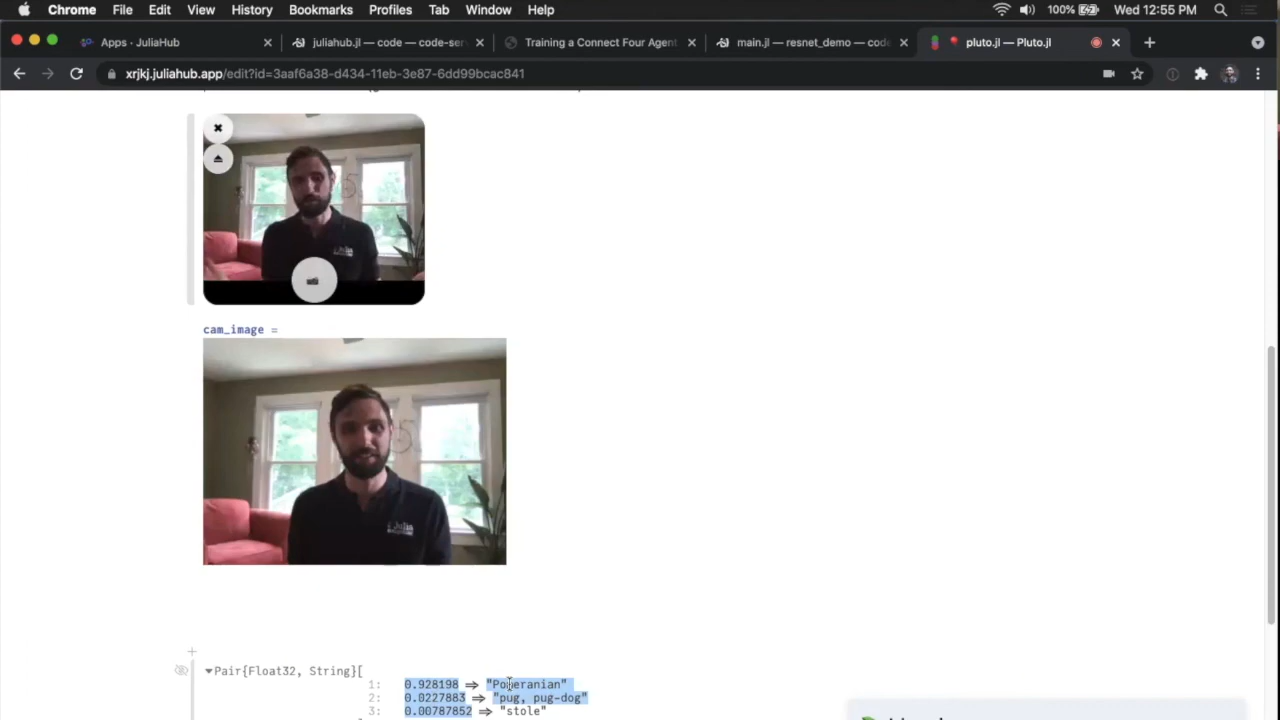 Chrome File Edit View History Bookmarks Profiles Tab Window Help 100% Wed 12:55 PM
Apps - JuliaHub
juliahub.jl — code — code-ser
Training a Connect Four Agent
main.jl — resnet_demo — code
pluto.jl — Pluto.jl
xrjkj.juliahub.app/edit?id=3aaf6a38-d434-11eb-3e87-6dd99bcac841
cam_image =
Julia
Pair{Float32, String}[
1: 0.928198 ⇒ "Pomeranian"
2: 0.0227883 ⇒ "pug, pug-dog"
3: 0.00787852 ⇒ "stole"